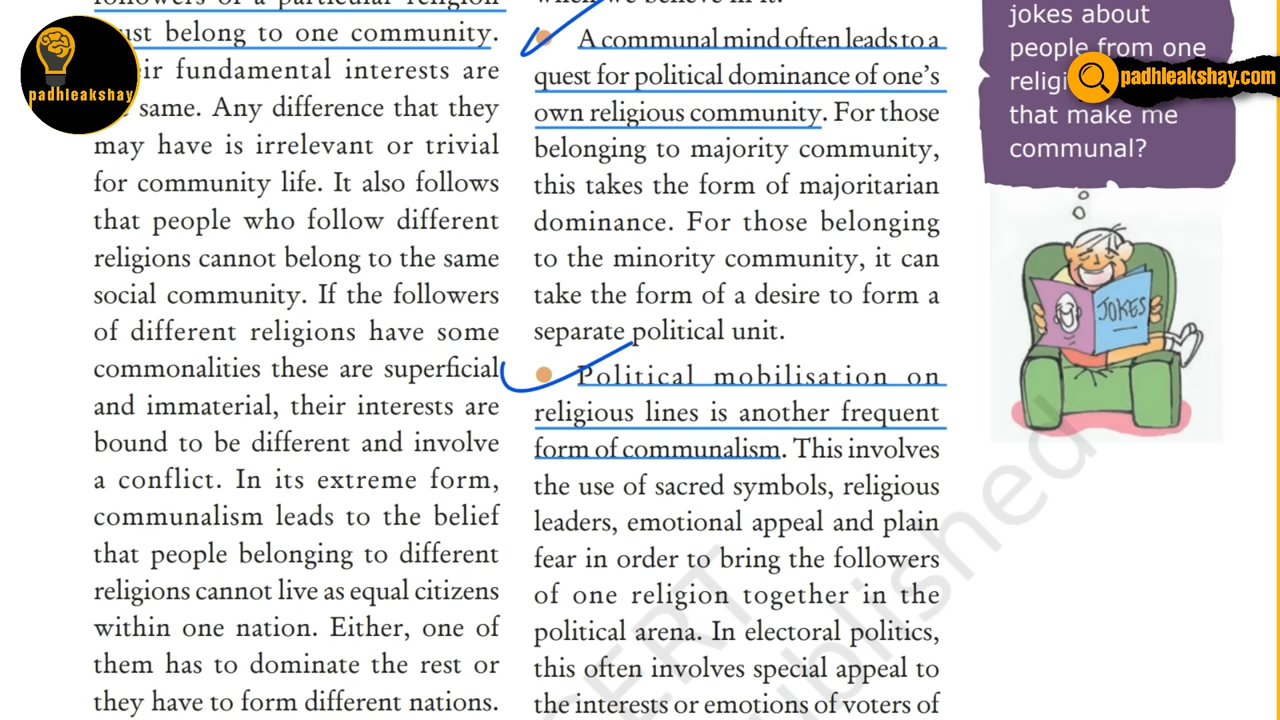 followers of a particular religion
must belong to one community.
Their fundamental interests are
same. Any difference that they
may have is irrelevant or trivial
for community life. It also follows
that people who follow different
religions cannot belong to the same
social community. If the followers
of different religions have some
commonalities these are superficial
and immaterial, their interests are
bound to be different and involve
a conflict. In its extreme form,
communalism leads to the belief
that people belonging to different
religions cannot live as equal citizens
within one nation. Either, one of
them has to dominate the rest or
they have to form different nations.
when we believe in it.
A communal mind often leads to a
quest for political dominance of one's
own religious community. For those
belonging to majority community,
this takes the form of majoritarian
dominance. For those belonging
to the minority community, it can
take the form of a desire to form a
separate political unit.
Political mobilisation on
religious lines is another frequent
form of communalism. This involves
the use of sacred symbols, religious
leaders, emotional appeal and plain
fear in order to bring the followers
of one religion together in the
political arena. In electoral politics,
this often involves special appeal to
the interests or emotions of voters of
jokes about
people from one
that make me
communal?
JOKES
padhleakshay
padhleakshay.com